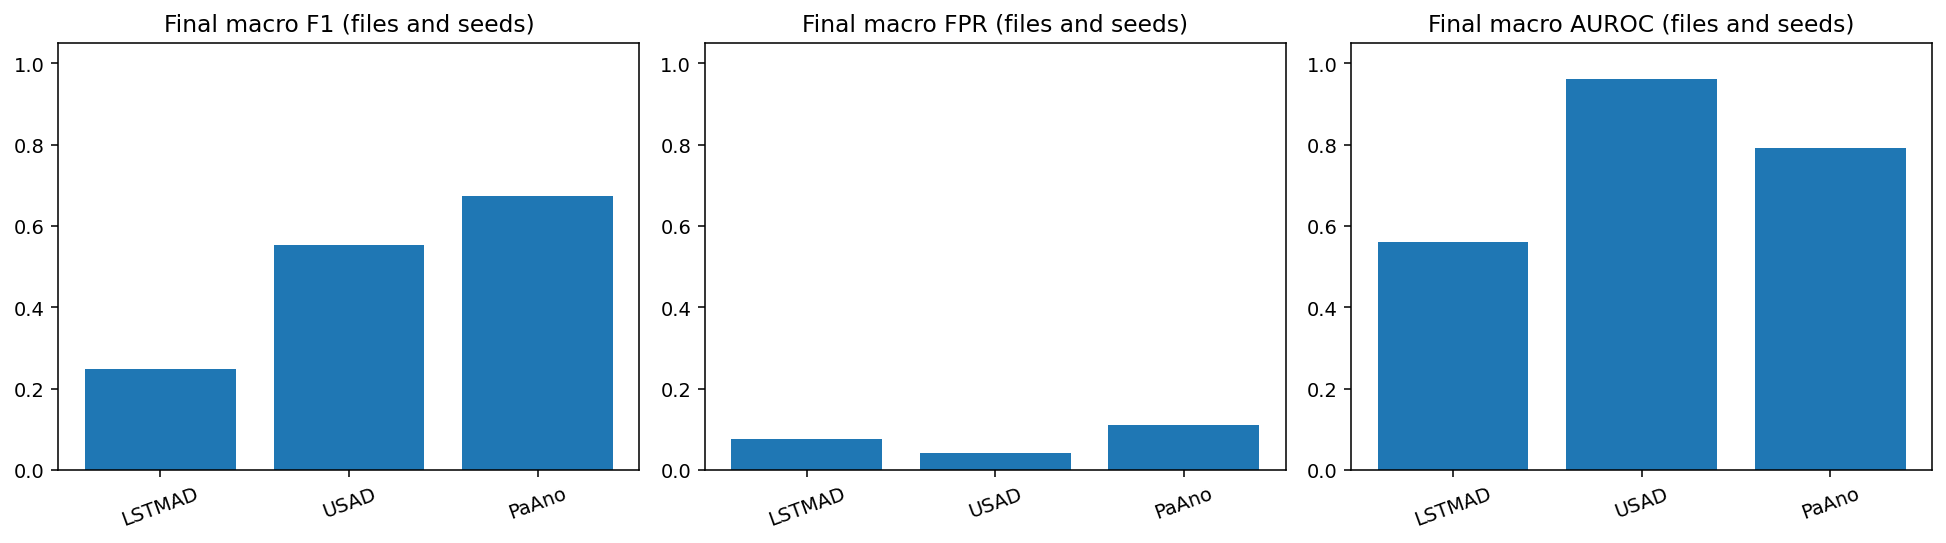 Final macro F1 (files and seeds)
1.0
0.8
0.6
0.4
0.2
0.0
LSTMAD
USAD
PaAno
Final macro FPR (files and seeds)
1.0
0.8
0.6
0.4
0.2
0.0
LSTMAD
USAD
PaAno
Final macro AUROC (files and seeds)
1.0
0.8
0.6
0.4
0.2
0.0
LSTMAD
USAD
PaAno